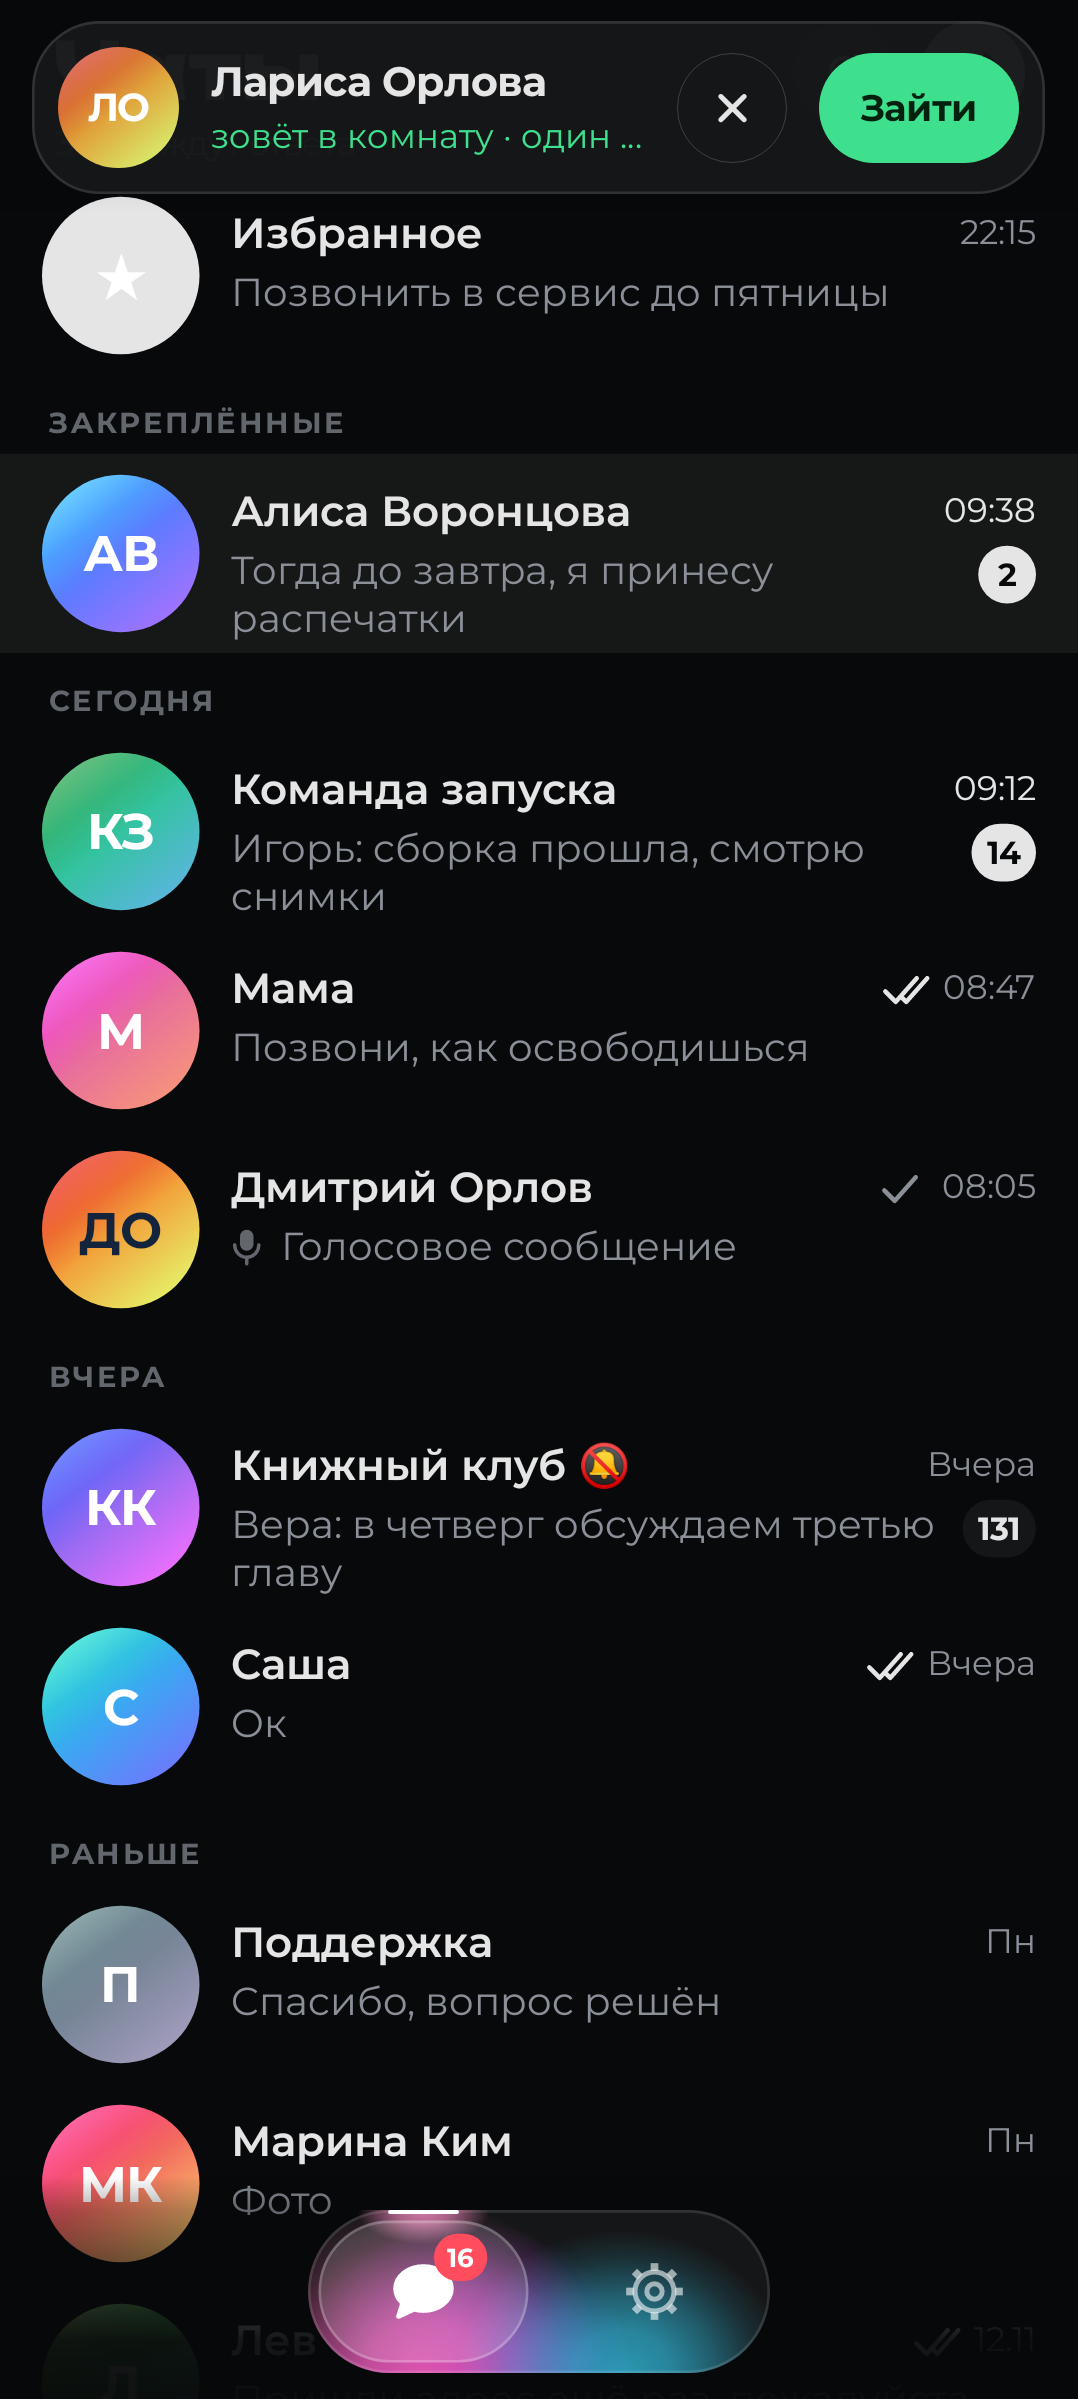 ЛО
Лариса Орлова
зовёт в комнату · один ...
Зайти
Избранное
22:15
Позвонить в сервис до пятницы
ЗАКРЕПЛЁННЫЕ
АВ
Алиса Воронцова
09:38
Тогда до завтра, я принесу
распечатки
2
СЕГОДНЯ
КЗ
Команда запуска
09:12
Игорь: сборка прошла, смотрю
снимки
14
М
Мама
08:47
Позвони, как освободишься
ДО
Дмитрий Орлов
08:05
Голосовое сообщение
ВЧЕРА
КК
Книжный клуб
Вчера
Вера: в четверг обсуждаем третью
главу
131
С
Саша
Вчера
Ок
РАНЬШЕ
П
Поддержка
Пн
Спасибо, вопрос решён
МК
Марина Ким
Пн
Фото
16
Лев
12.11